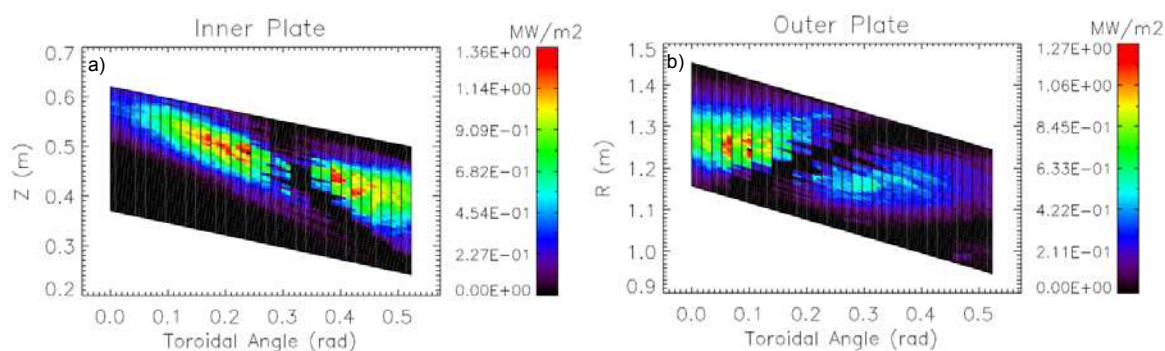 Inner Plate
MW/m2
a)
0.7
0.6
0.5
0.4
0.3
0.2
Z (m)
0.0 0.1 0.2 0.3 0.4 0.5
Toroidal Angle (rad)
1.36E+00
1.14E+00
9.09E-01
6.82E-01
4.54E-01
2.27E-01
0.00E+00
Outer Plate
MW/m2
b)
1.5
1.4
1.3
1.2
1.1
1.0
0.9
R (m)
0.0 0.1 0.2 0.3 0.4 0.5
Toroidal Angle (rad)
1.27E+00
1.06E+00
8.45E-01
6.33E-01
4.22E-01
2.11E-01
0.00E+00